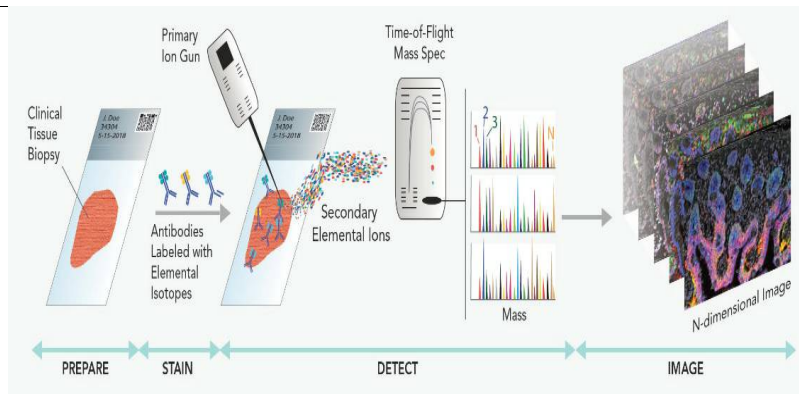 Primary
Ion Gun
Time-of-Flight
Mass Spec
Clinical
Tissue
Biopsy
J. Doe
34304
5-15-2018
J. Doe
34304
5-15-2018
1
2
3
N
Antibodies
Labeled with
Elemental
Isotopes
Secondary
Elemental Ions
Mass
N-dimensional Image
PREPARE
STAIN
DETECT
IMAGE